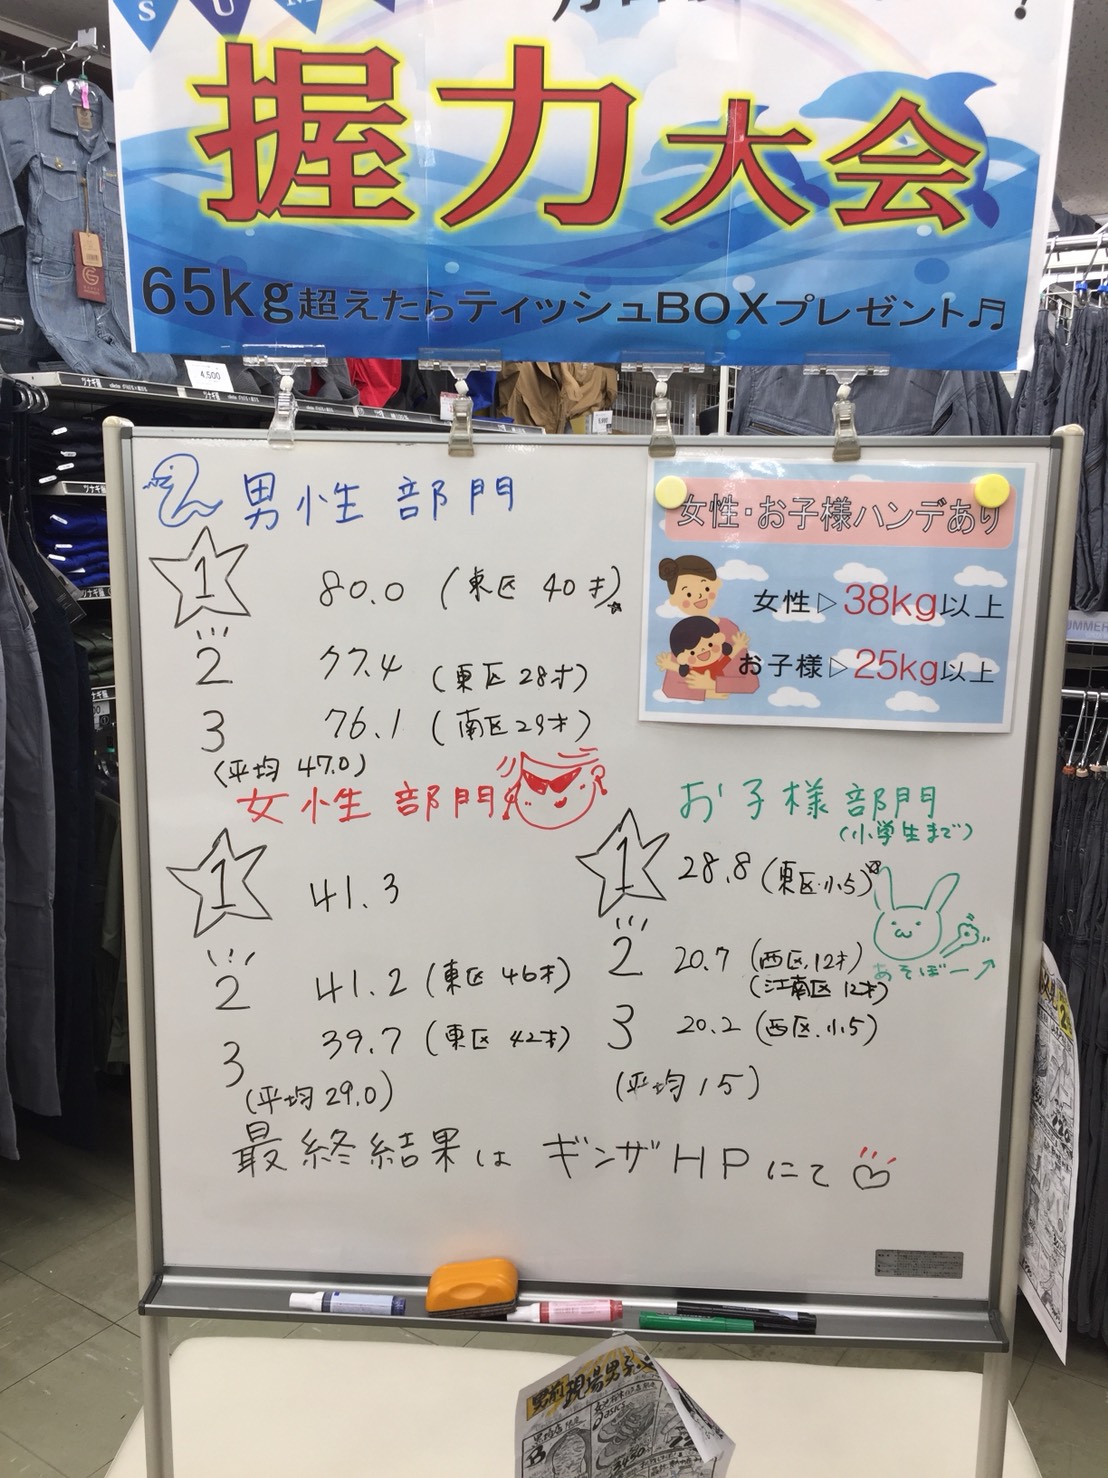 SUM
握力大会
65kg超えたらティッシュBOXプレゼント♬
4,500
男性部門
1 80.0 (東区 40才)
2 77.4 (東区 28才)
3 76.1 (南区 29才)
(平均 47.0)
女性・お子様ハンデあり
女性▷38kg以上
お子様▷25kg以上
女性部門
1 41.3
2 41.2 (東区 46才)
3 39.7 (東区 42才)
(平均 29.0)
お子様部門
(小学生まで)
1 28.8 (東区.小5)
2 20.7 (西区.12才)
(江南区 12才)
3 20.2 (西区.小5)
(平均 15)
あそぼー↗
最終結果は ギンザHPにて
現場男子